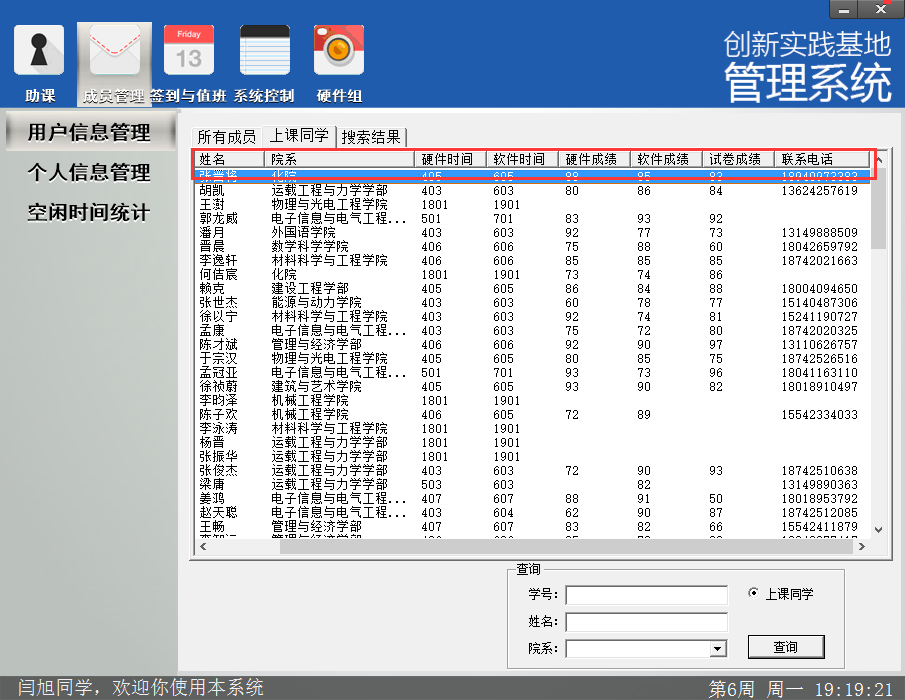 Friday
13
助课 成员管理 签到与值班 系统控制 硬件组
创新实践基地
管理系统
用户信息管理
个人信息管理
空闲时间统计
所有成员 上课同学 搜索结果
姓名 院系 硬件时间 软件时间 硬件成绩 软件成绩 试卷成绩 联系电话
化院 405 605 88 85 83 18940973383
胡凯 运载工程与力学学部 403 603 80 86 84 13624257619
王澍 物理与光电工程学院 1801 1901
郭龙威 电子信息与电气工程... 501 701 83 93 92
潘月 外国语学院 403 603 92 77 73 13149888509
晋晨 数学科学学院 406 606 75 88 60 18042659792
李逸轩 材料科学与工程学院 406 606 85 85 85 18742021663
何佶宸 化院 1801 1901 73 74 86
赖克 建设工程学部 405 605 86 84 88 18004094650
张世杰 能源与动力学院 403 603 60 78 77 15140487306
徐以宁 材料科学与工程学院 403 603 92 74 81 15241190727
孟康 电子信息与电气工程... 403 603 75 72 80 18742020325
陈才斌 管理与经济学部 406 606 92 90 97 13110626757
于宗汉 物理与光电工程学院 405 605 80 85 75 18742526516
孟冠亚 电子信息与电气工程... 501 701 93 73 96 18041163110
徐祯蔚 建筑与艺术学院 405 605 93 90 82 18018910497
李昀泽 机械工程学院 1801 1901
陈子欢 机械工程学院 406 605 72 89 15542334033
李泳涛 材料科学与工程学院 1801 1901
杨晋 运载工程与力学学部 1801 1901
张振华 运载工程与力学学部 1801 1901
张俊杰 运载工程与力学学部 403 603 72 90 93 18742510638
梁庸 运载工程与力学学部 503 603 82 13149890363
姜鸿 电子信息与电气工程... 407 607 88 91 50 18018953792
赵天聪 电子信息与电气工程... 403 604 62 90 87 18742512085
王畅 管理与经济学部 407 607 83 82 66 15542411879
查询
学号：
上课同学
姓名：
院系：
查询
闫旭同学，欢迎你使用本系统 第6周 周一 19:19:21